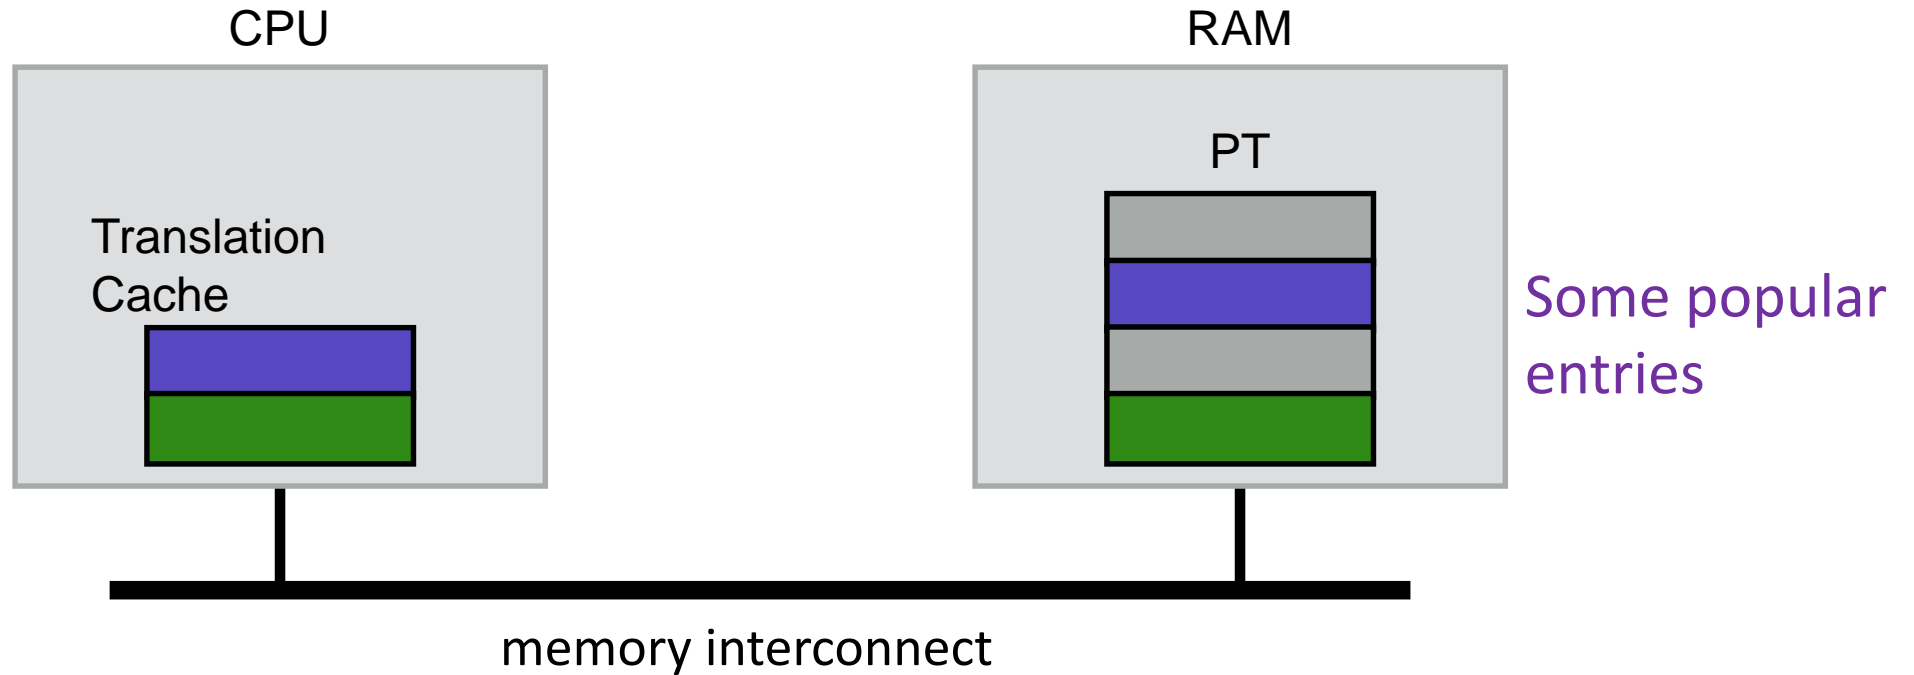 CPU
RAM
PT
Translation
Cache
Some popular
entries
memory interconnect